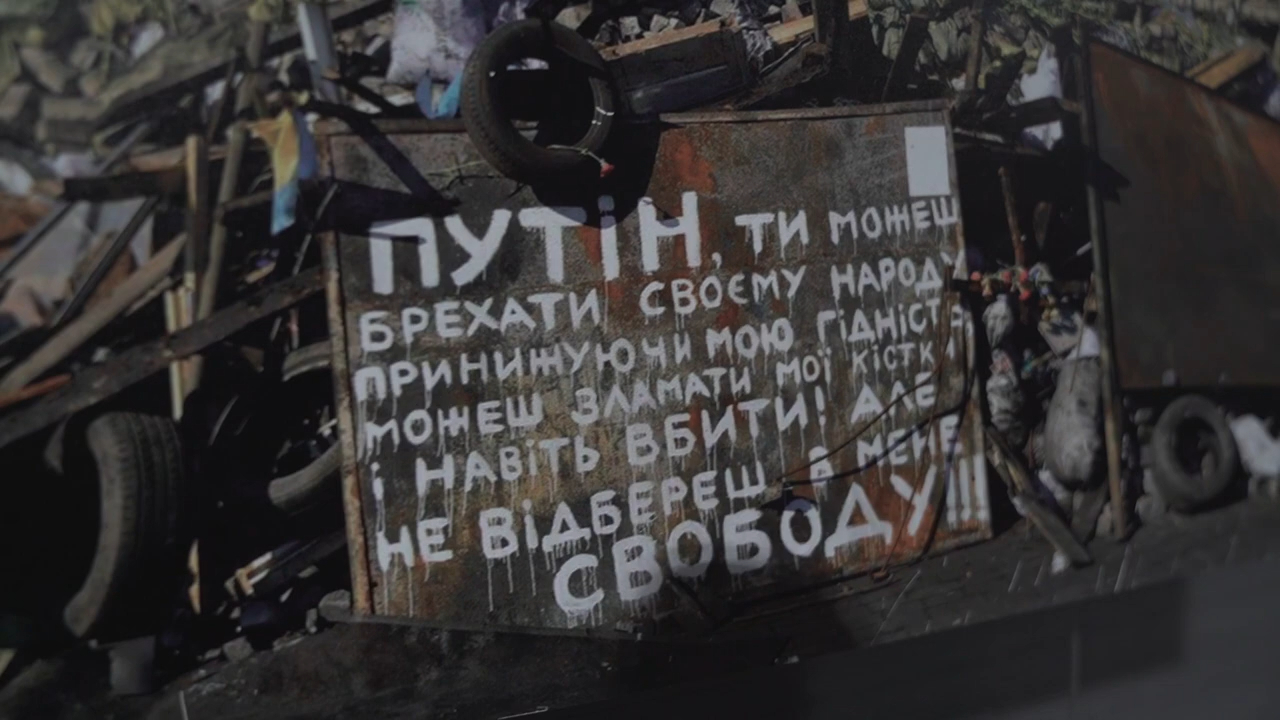 ПУТІН, ТИ МОЖЕШ
БРЕХАТИ СВОЄМУ НАРОДУ
ПРИНИЖУЮЧИ МОЮ ГІДНІСТЬ,
МОЖЕШ ЗЛАМАТИ МОЇ КІСТКИ
І НАВІТЬ ВБИТИ! АЛЕ
НЕ ВІДБЕРЕШ В МЕНЕ
СВОБОДУ!!!